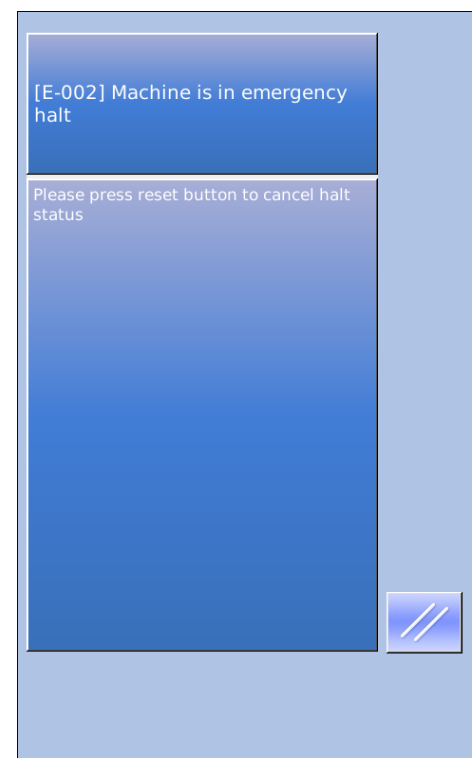 [E-002] Machine is in emergency
halt
Please press reset button to cancel halt
status